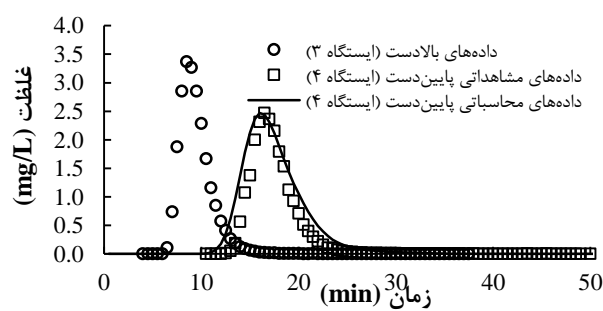 4.0
3.5
3.0
2.5
2.0
1.5
1.0
0.5
0.0
غلظت (mg/L)
داده‌های بالادست (ایستگاه ۳)
داده‌های مشاهداتی پایین‌دست (ایستگاه ۴)
داده‌های محاسباتی پایین‌دست (ایستگاه ۴)
0 10 20 30 40 50
زمان (min)